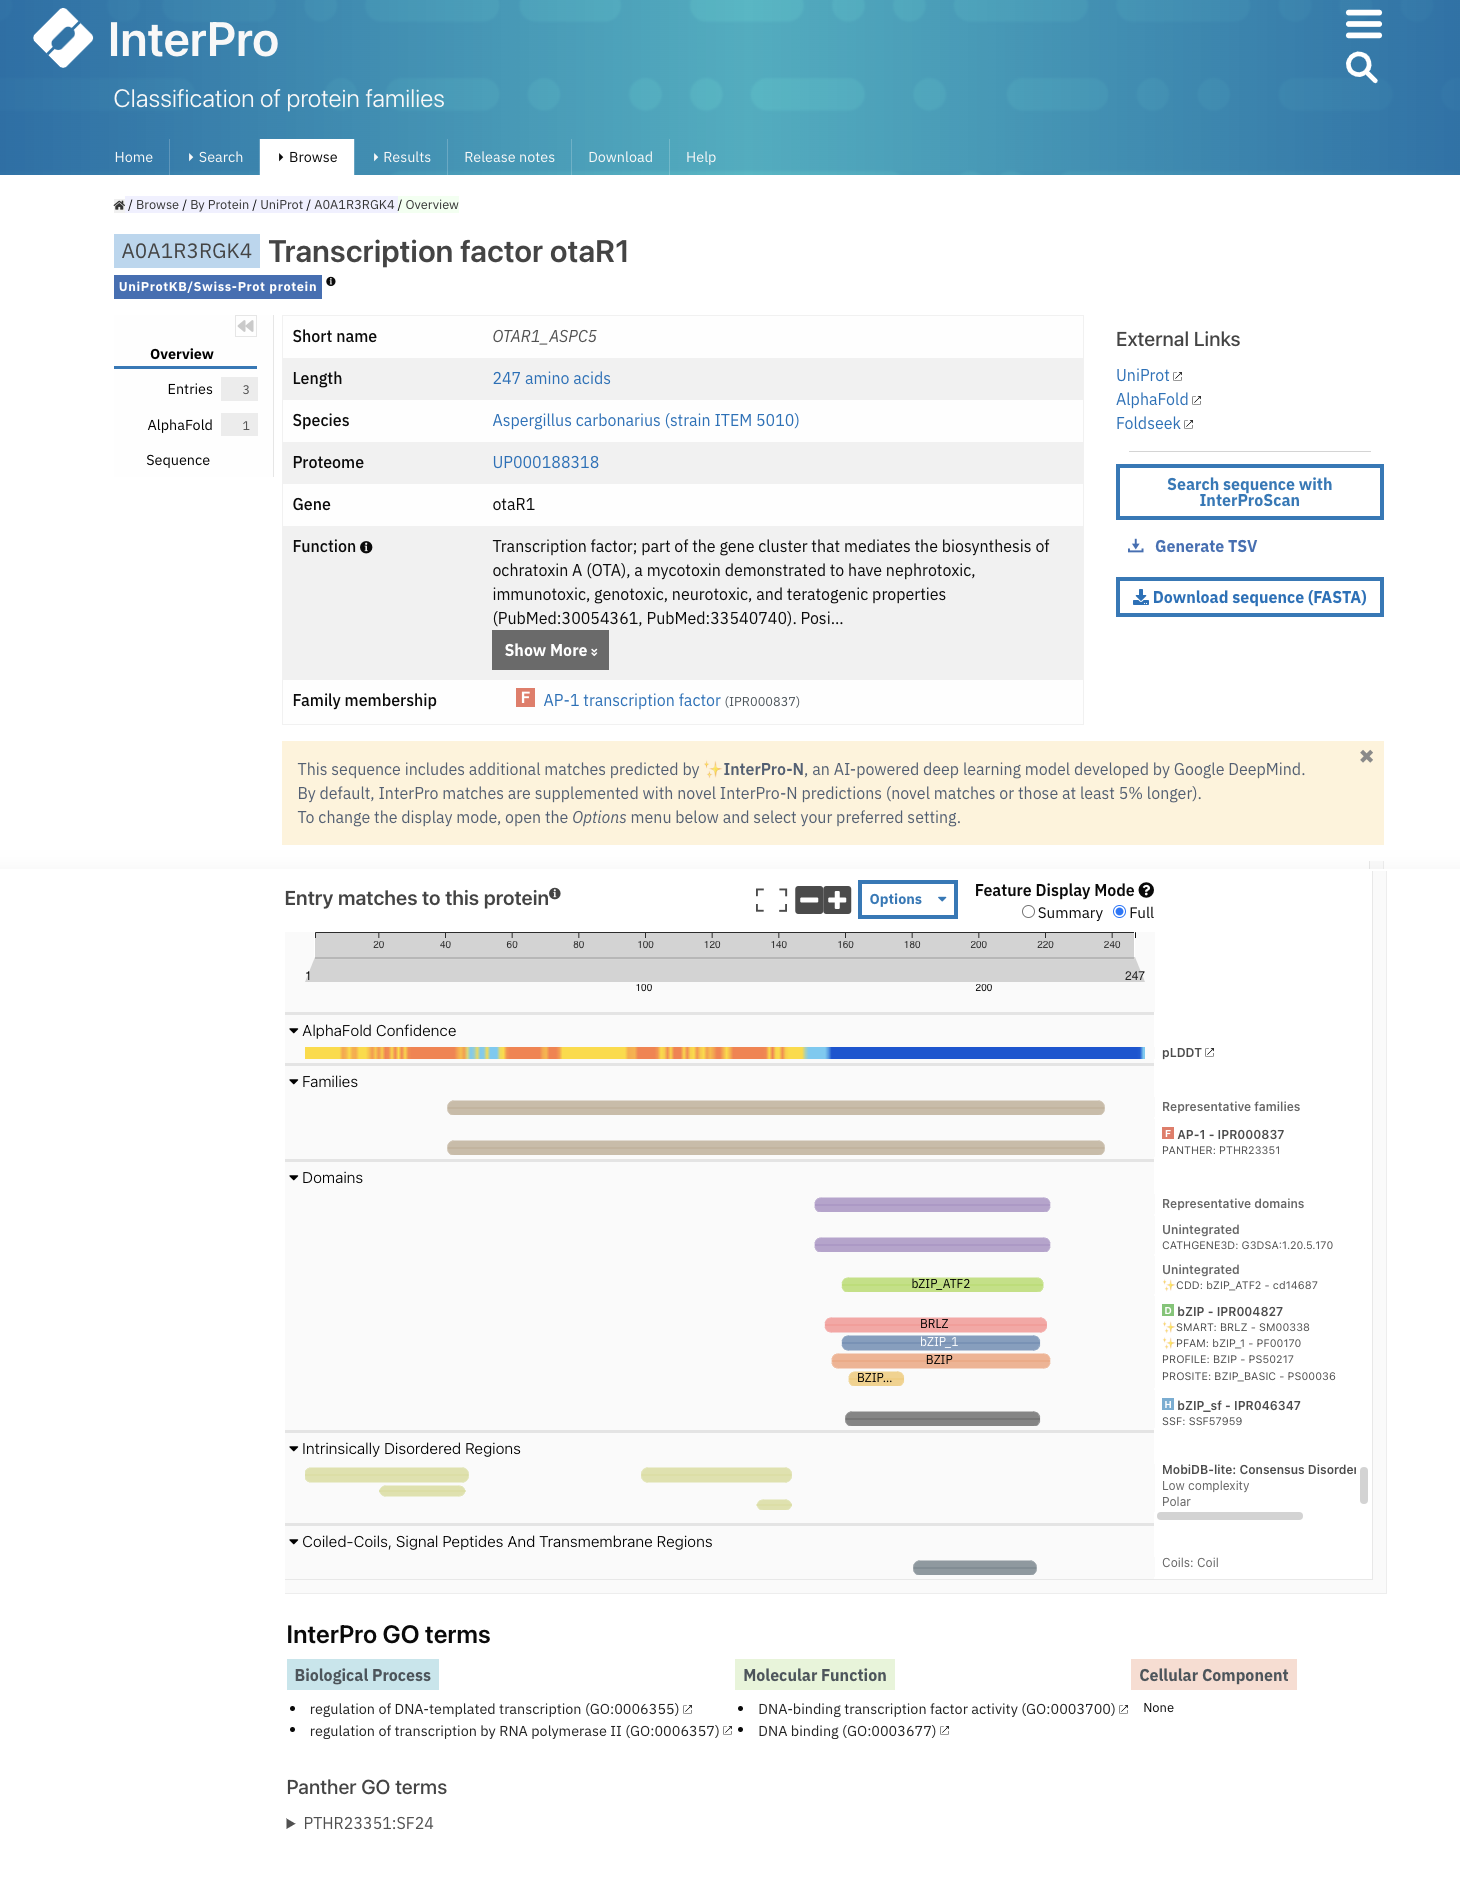 InterPro
Classification of protein families
Home
Search
Browse
Results
Release notes
Download
Help
/ Browse / By Protein / UniProt / A0A1R3RGK4 / Overview
A0A1R3RGK4 Transcription factor otaR1
UniProtKB/Swiss-Prot protein
Overview
Entries 3
AlphaFold 1
Sequence
Short name OTAR1_ASPC5
Length 247 amino acids
Species Aspergillus carbonarius (strain ITEM 5010)
Proteome UP000188318
Gene otaR1
Function Transcription factor; part of the gene cluster that mediates the biosynthesis of
ochratoxin A (OTA), a mycotoxin demonstrated to have nephrotoxic,
immunotoxic, genotoxic, neurotoxic, and teratogenic properties
(PubMed:30054361, PubMed:33540740). Posi...
Show More
Family membership F AP-1 transcription factor (IPR000837)
External Links
UniProt
AlphaFold
Foldseek
Search sequence with
InterProScan
Generate TSV
Download sequence (FASTA)
This sequence includes additional matches predicted by ✨InterPro-N, an AI-powered deep learning model developed by Google DeepMind.
By default, InterPro matches are supplemented with novel InterPro-N predictions (novel matches or those at least 5% longer).
To change the display mode, open the Options menu below and select your preferred setting.
Entry matches to this protein
Options
Feature Display Mode
Summary Full
20 40 60 80 100 120 140 160 180 200 220 240
1 247
100 200
AlphaFold Confidence
pLDDT
Families
Representative families
F AP-1 - IPR000837
PANTHER: PTHR23351
Domains
Representative domains
Unintegrated
CATHGENE3D: G3DSA:1.20.5.170
Unintegrated
bZIP_ATF2
✨CDD: bZIP_ATF2 - cd14687
D bZIP - IPR004827
BRLZ
✨SMART: BRLZ - SM00338
bZIP_1
✨PFAM: bZIP_1 - PF00170
BZIP
PROFILE: BZIP - PS50217
BZIP...
PROSITE: BZIP_BASIC - PS00036
H bZIP_sf - IPR046347
SSF: SSF57959
Intrinsically Disordered Regions
MobiDB-lite: Consensus Disorder
Low complexity
Polar
Coiled-Coils, Signal Peptides And Transmembrane Regions
Coils: Coil
InterPro GO terms
Biological Process
regulation of DNA-templated transcription (GO:0006355)
regulation of transcription by RNA polymerase II (GO:0006357)
Molecular Function
DNA-binding transcription factor activity (GO:0003700)
DNA binding (GO:0003677)
Cellular Component
None
Panther GO terms
PTHR23351:SF24